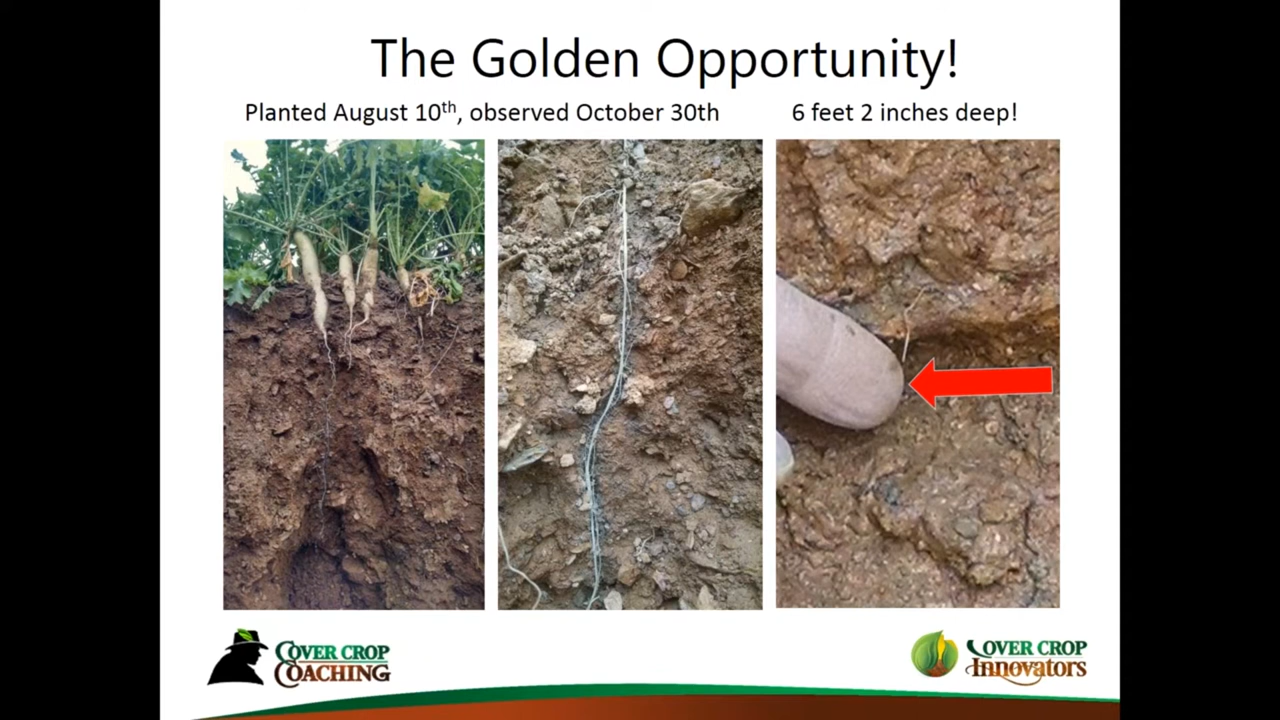 The Golden Opportunity!
Planted August 10th, observed October 30th
6 feet 2 inches deep!
COVER CROP
COACHING
COVER CROP
Innovators